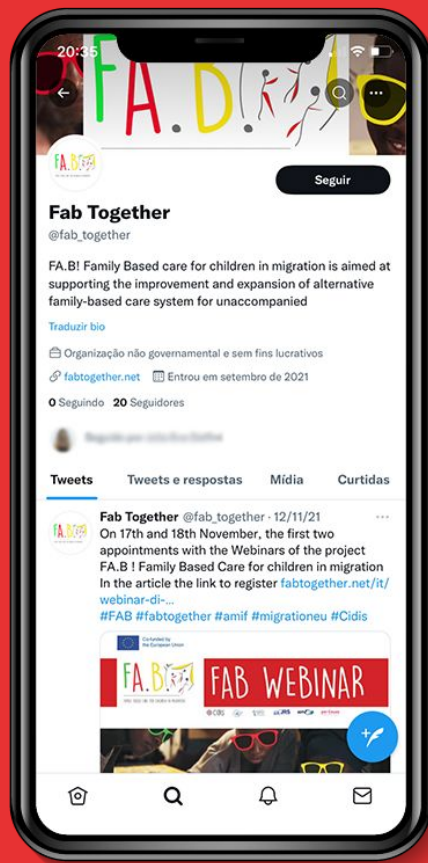 20:35
FA.B!
FA.B!
Seguir
Fab Together
@fab_together
FA.B! Family Based care for children in migration is aimed at
supporting the improvement and expansion of alternative
family-based care system for unaccompanied
Traduzir bio
Organização não governamental e sem fins lucrativos
fabtogether.net Entrou em setembro de 2021
0 Seguindo 20 Seguidores
Tweets Tweets e respostas Mídia Curtidas
Fab Together @fab_together · 12/11/21
On 17th and 18th November, the first two
appointments with the Webinars of the project
FA.B ! Family Based Care for children in migration
In the article the link to register fabtogether.net/it/
webinar-di-...
#FAB #fabtogether #amif #migrationeu #Cidis
Co-funded by
the European Union
FA.B!
FAB WEBINAR